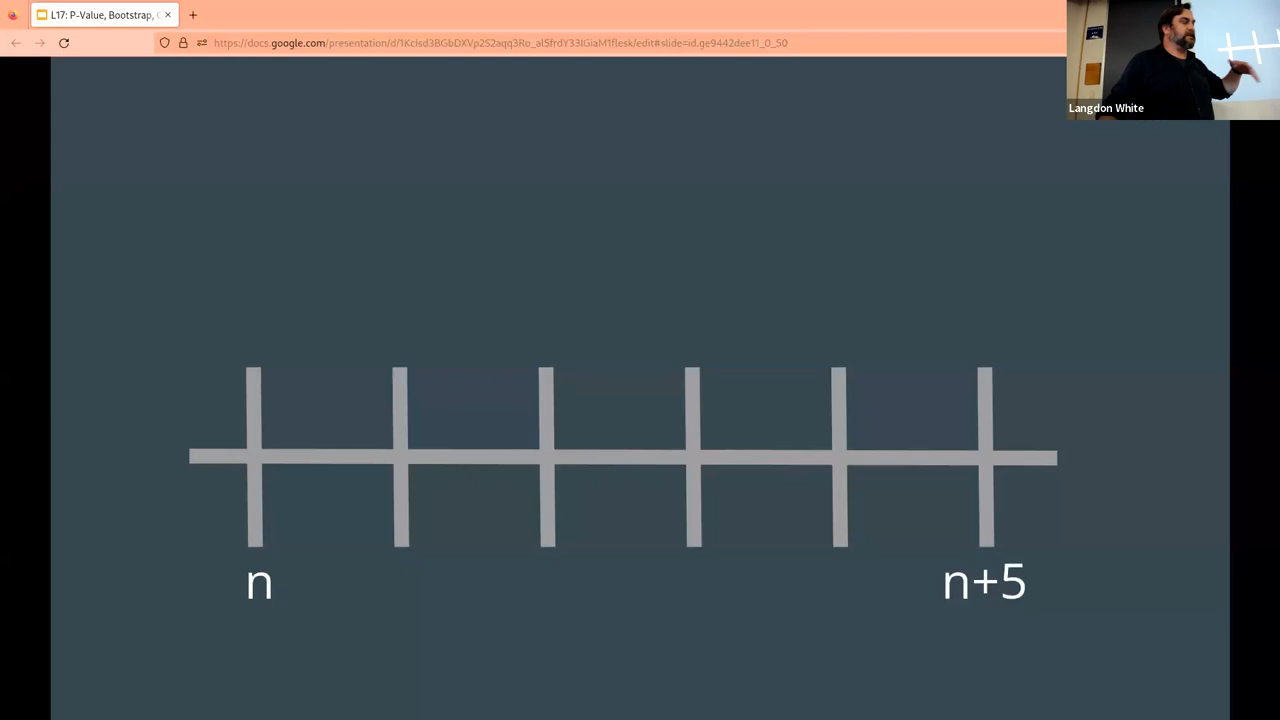 L17: P-Value, Bootstrap,
https://docs.google.com/presentation/d/1Kcisd3BGbDXVp2S2aqq3Ro_alSfrdY33IGiaM1flesk/edit#slide=id.ge9442dee11_0_50
Langdon White
n
n+5